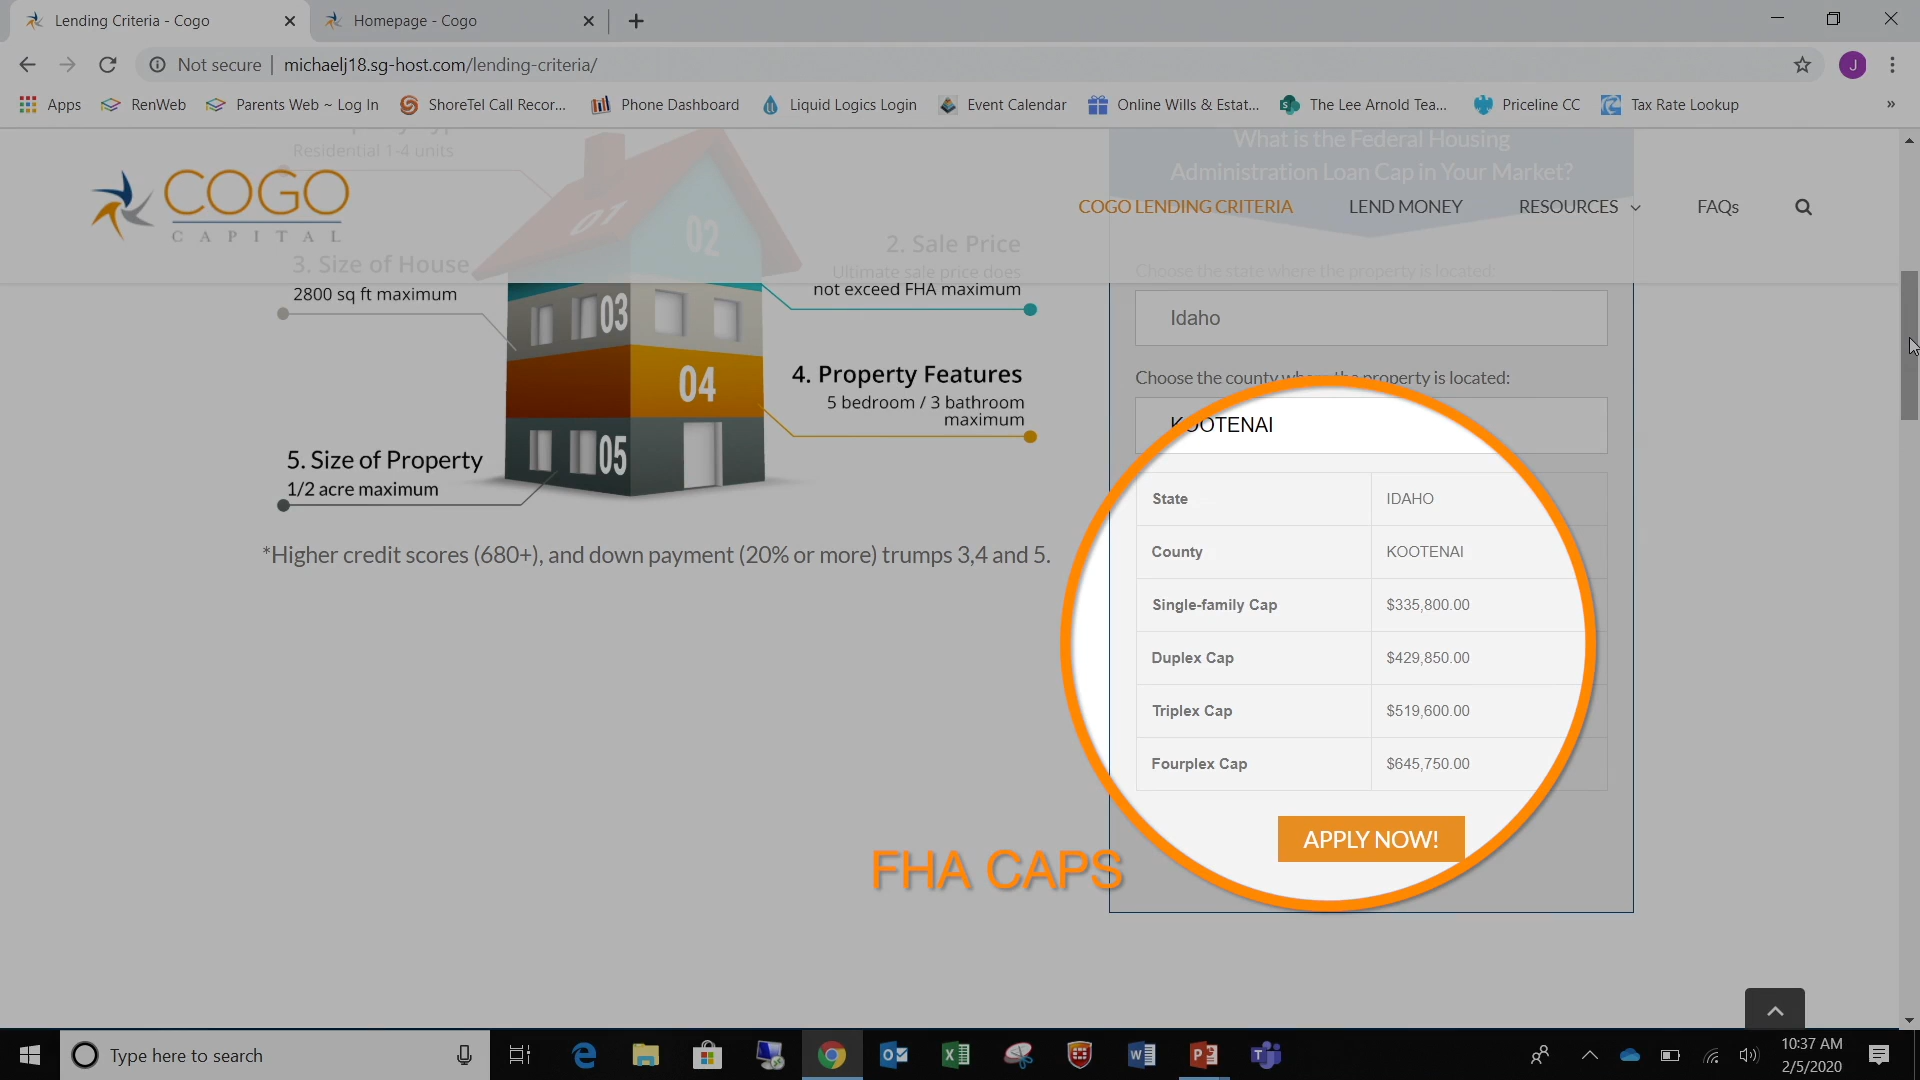 Lending Criteria - Cogo
Homepage - Cogo
Not secure | michaelj18.sg-host.com/lending-criteria/
J
Apps
RenWeb
Parents Web ~ Log In
ShoreTel Call Recor...
Phone Dashboard
Liquid Logics Login
Event Calendar
Online Wills & Estat...
The Lee Arnold Tea...
Priceline CC
Tax Rate Lookup
»
Residential 1-4 units
What is the Federal Housing
Administration Loan Cap in Your Market?
COGO
CAPITAL
COGO LENDING CRITERIA
LEND MONEY
RESOURCES
FAQs
01
02
03
04
05
2. Sale Price
Ultimate sale price does
not exceed FHA maximum
3. Size of House
2800 sq ft maximum
4. Property Features
5 bedroom / 3 bathroom
maximum
5. Size of Property
1/2 acre maximum
*Higher credit scores (680+), and down payment (20% or more) trumps 3,4 and 5.
Choose the state where the property is located:
Idaho
Choose the county where the property is located:
KOOTENAI
State IDAHO
County KOOTENAI
Single-family Cap $335,800.00
Duplex Cap $429,850.00
Triplex Cap $519,600.00
Fourplex Cap $645,750.00
APPLY NOW!
FHA CAPS
Type here to search
10:37 AM
2/5/2020